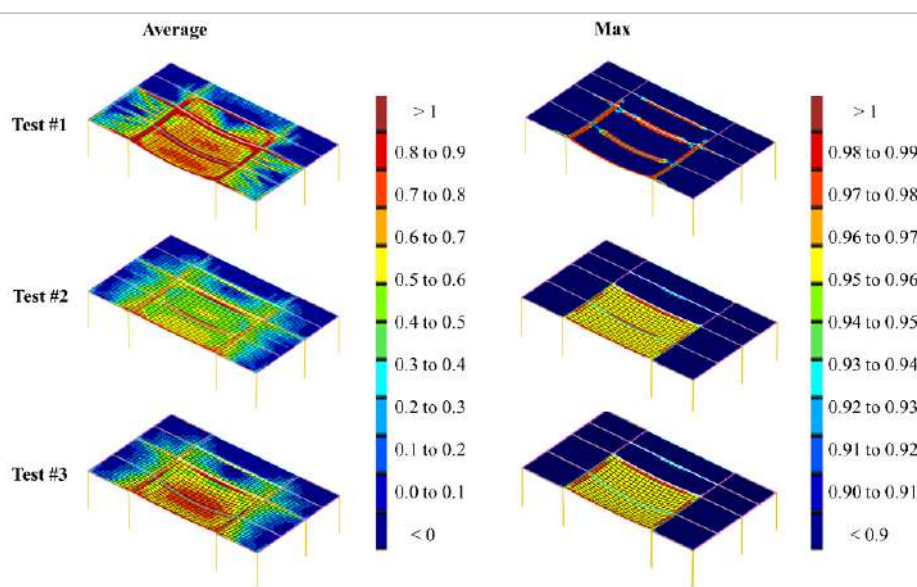 Average
Max
Test #1
Test #2
Test #3
> 1
0.8 to 0.9
0.7 to 0.8
0.6 to 0.7
0.5 to 0.6
0.4 to 0.5
0.3 to 0.4
0.2 to 0.3
0.1 to 0.2
0.0 to 0.1
< 0
> 1
0.98 to 0.99
0.97 to 0.98
0.96 to 0.97
0.95 to 0.96
0.94 to 0.95
0.93 to 0.94
0.92 to 0.93
0.91 to 0.92
0.90 to 0.91
< 0.9